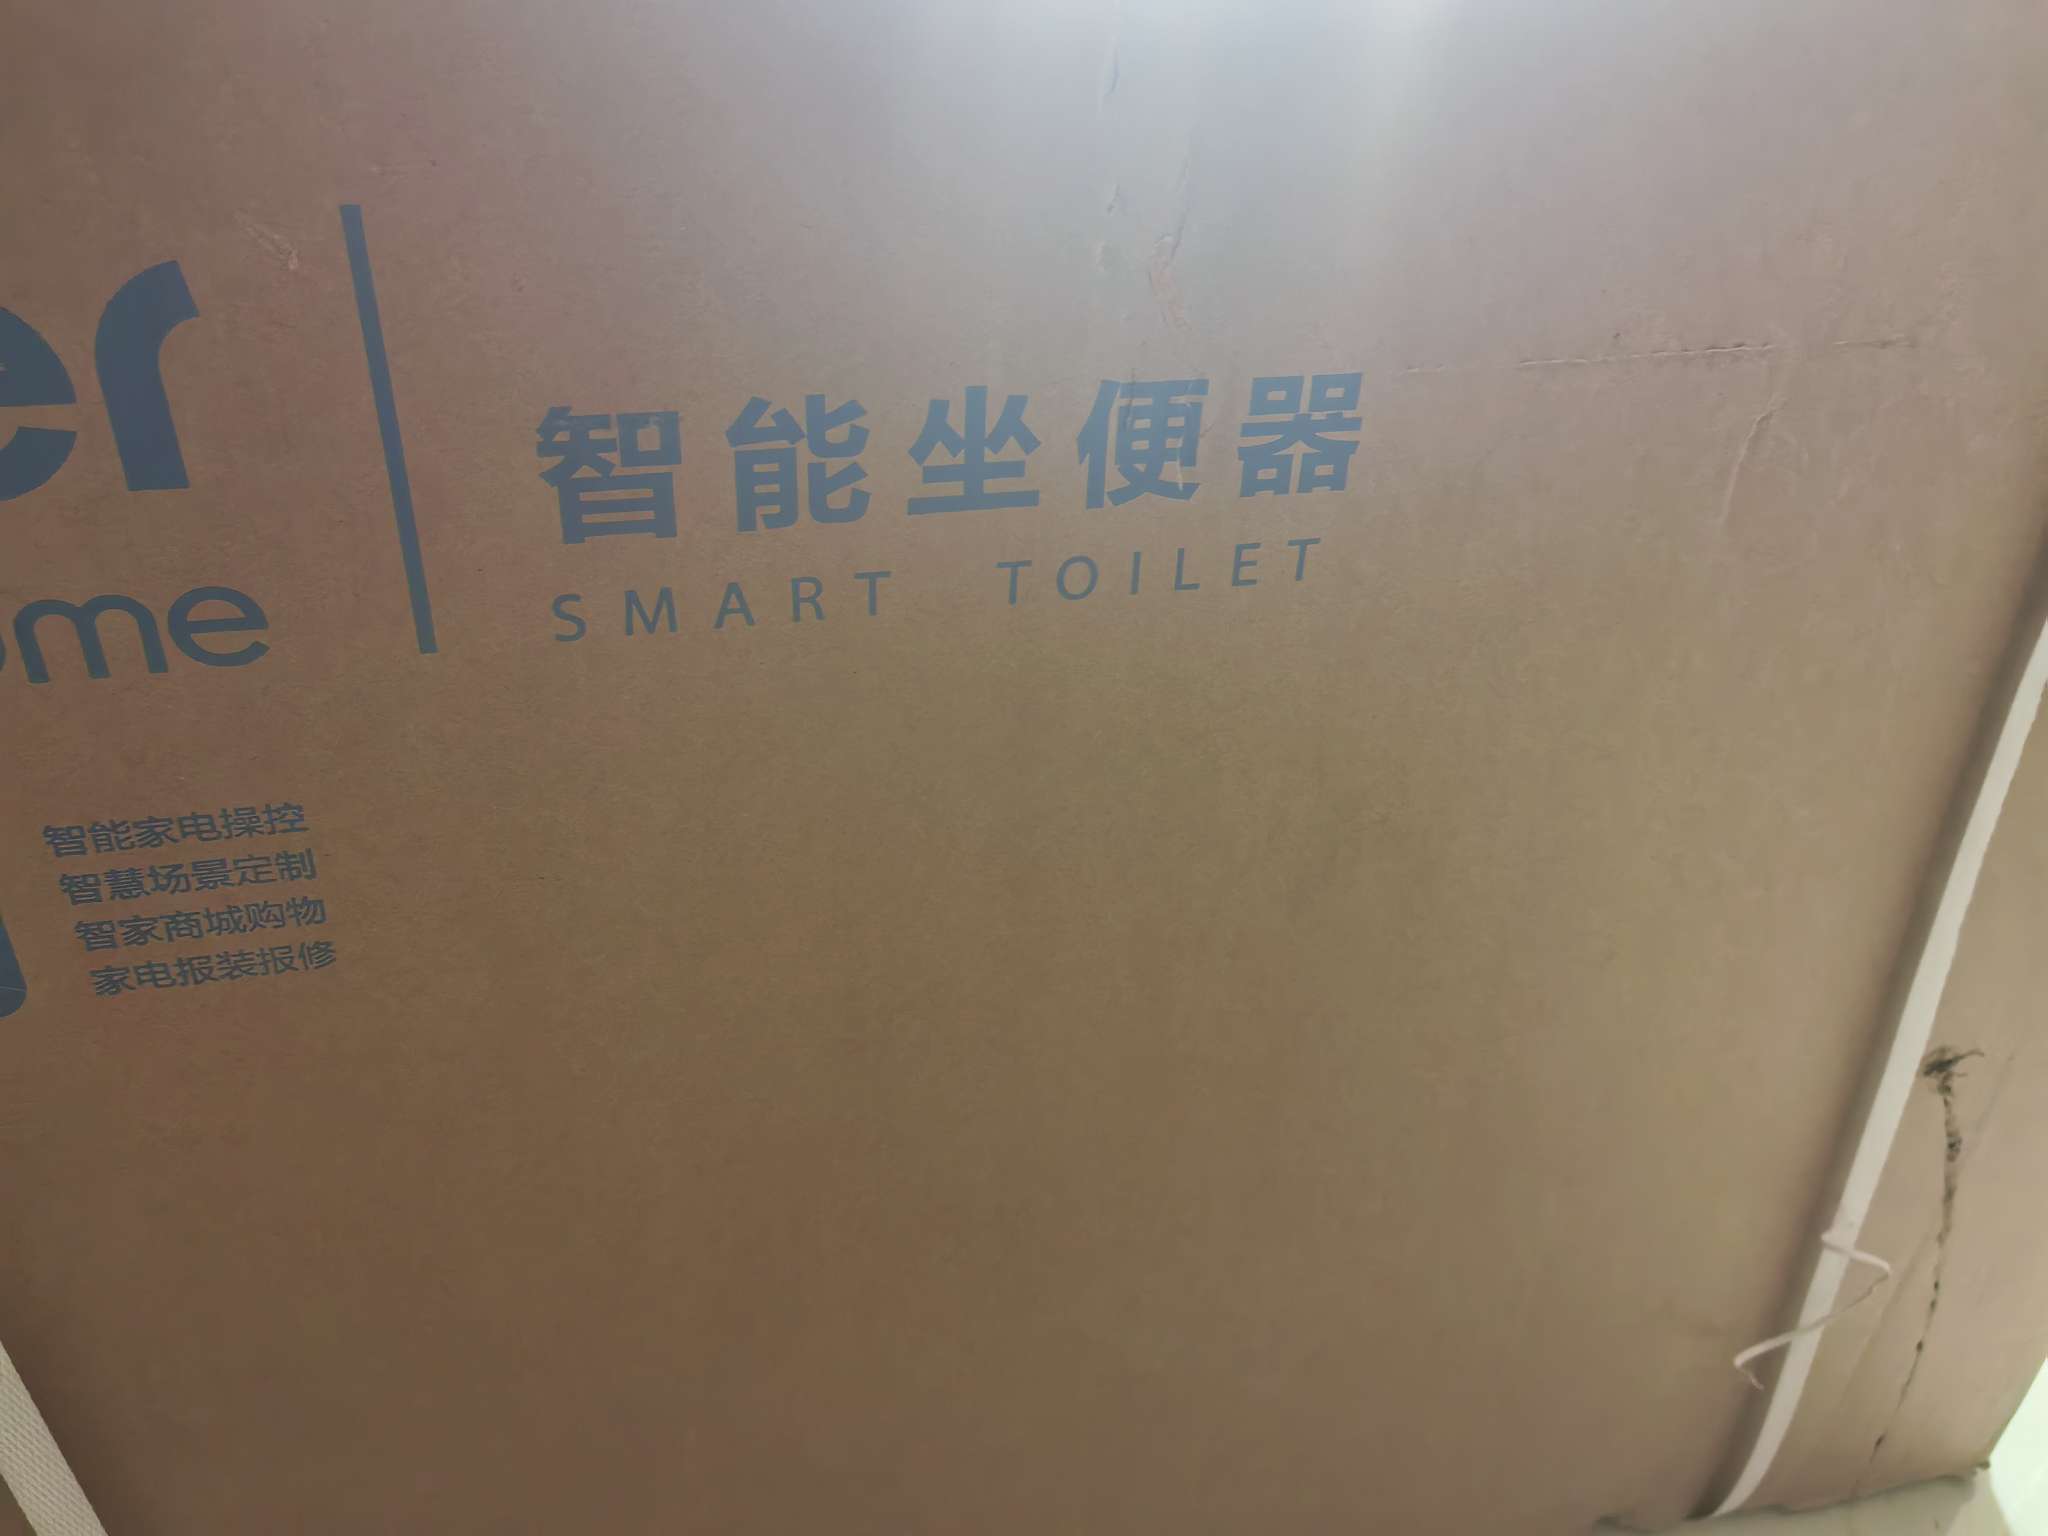 er
ome
智能坐便器
SMART TOILET
智能家电操控
智慧场景定制
智家商城购物
家电报装报修